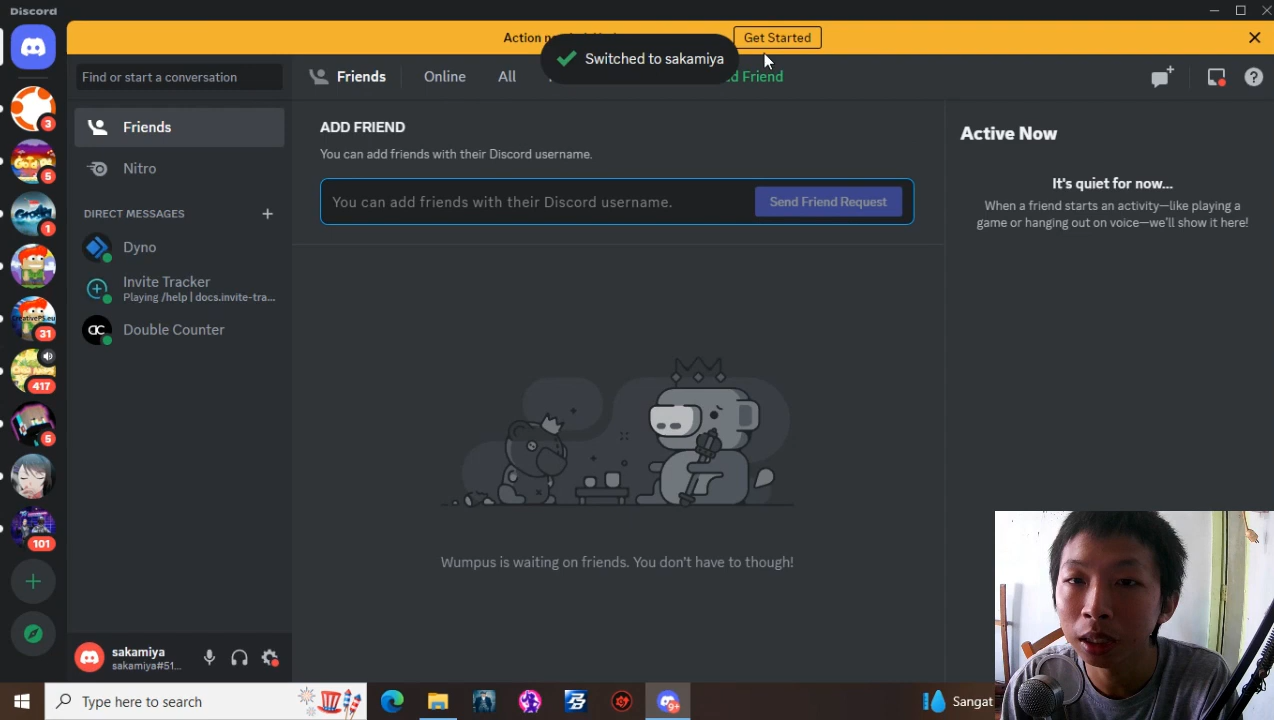 Discord
Action n
Get Started
Switched to sakamiya
Find or start a conversation
Friends
Online
All
d Friend
Friends
Nitro
DIRECT MESSAGES
Dyno
Invite Tracker
Playing /help | docs.invite-tra...
Double Counter
ADD FRIEND
You can add friends with their Discord username.
You can add friends with their Discord username.
Send Friend Request
Wumpus is waiting on friends. You don't have to though!
Active Now
It's quiet for now...
When a friend starts an activity—like playing a
game or hanging out on voice—we'll show it here!
3
5
1
31
417
5
101
sakamiya
sakamiya#51...
Type here to search
9+
Sangat